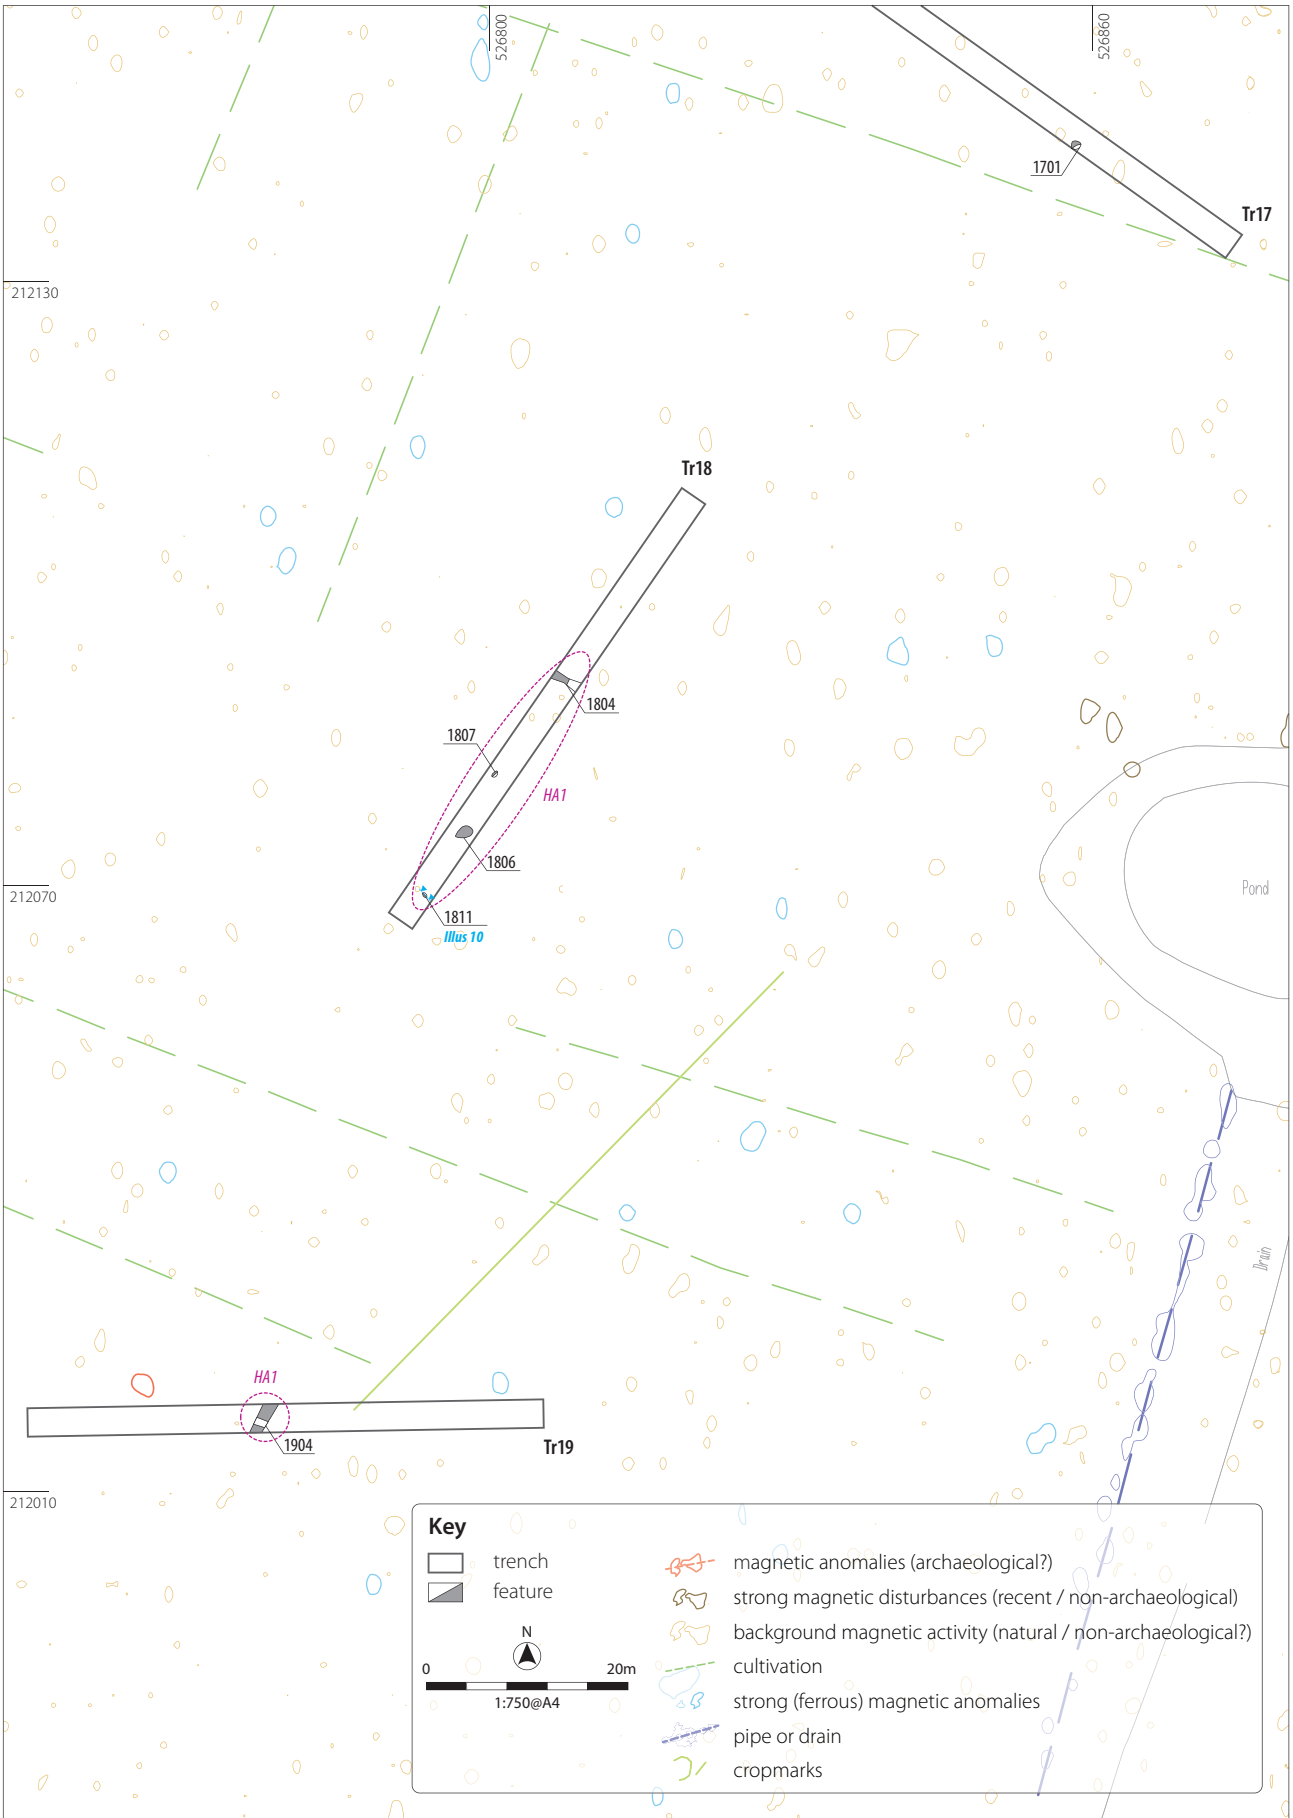 526800
526860
1701
Tr17
212130
Tr18
1804
1807
HA1
1806
212070
Pond
1811
Illus 10
Drain
HA1
1904
Tr19
212010
Key
trench
feature
N
0 20m
1:750@A4
magnetic anomalies (archaeological?)
strong magnetic disturbances (recent / non-archaeological)
background magnetic activity (natural / non-archaeological?)
cultivation
strong (ferrous) magnetic anomalies
pipe or drain
cropmarks